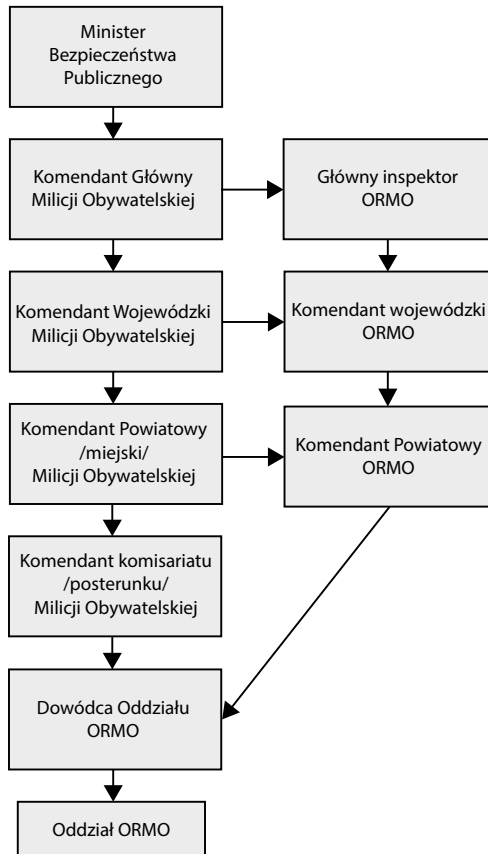 Minister
Bezpieczeństwa
Publicznego
Komendant Główny
Milicji Obywatelskiej
Główny inspektor
ORMO
Komendant Wojewódzki
Milicji Obywatelskiej
Komendant wojewódzki
ORMO
Komendant Powiatowy
/miejski/
Milicji Obywatelskiej
Komendant Powiatowy
ORMO
Komendant komisariatu
/posterunku/
Milicji Obywatelskiej
Dowódca Oddziału
ORMO
Oddział ORMO